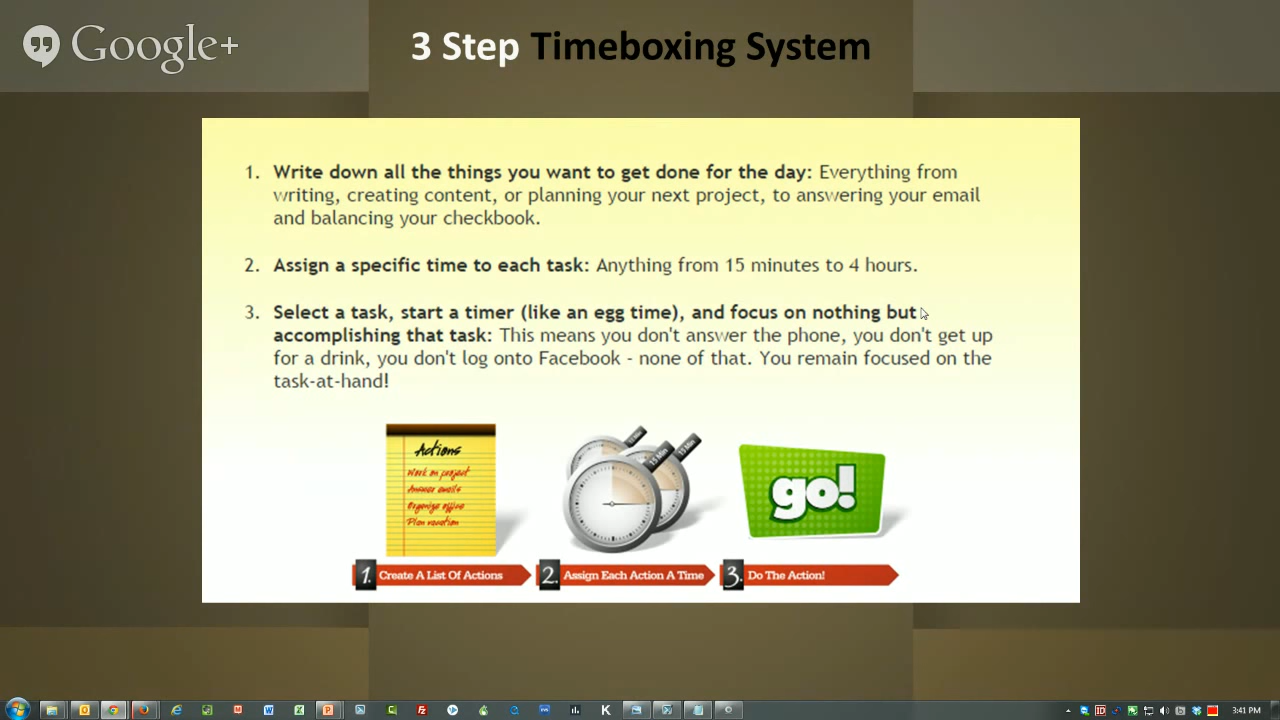 Google+
3 Step Timeboxing System
1. Write down all the things you want to get done for the day: Everything from
writing, creating content, or planning your next project, to answering your email
and balancing your checkbook.
2. Assign a specific time to each task: Anything from 15 minutes to 4 hours.
3. Select a task, start a timer (like an egg time), and focus on nothing but
accomplishing that task: This means you don't answer the phone, you don't get up
for a drink, you don't log onto Facebook - none of that. You remain focused on the
task-at-hand!
Actions
Work on project
Answer emails
Organize office
Plan vacation
15 Min
15 Min
15 Min
go!
1. Create A List Of Actions
2. Assign Each Action A Time
3. Do The Action!
3:41 PM